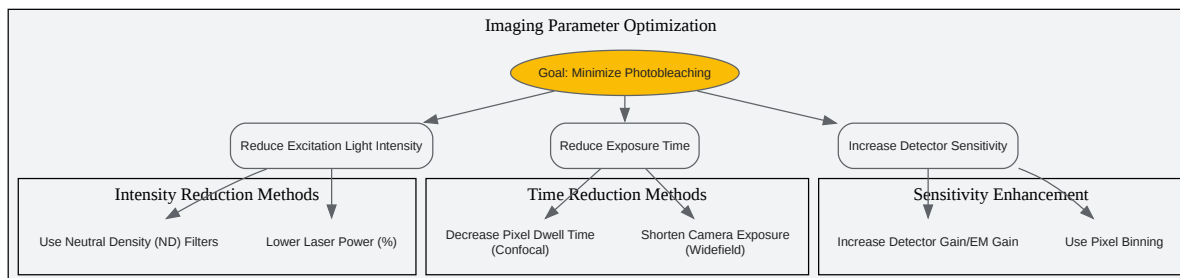 Imaging Parameter Optimization
Goal: Minimize Photobleaching
Reduce Excitation Light Intensity
Reduce Exposure Time
Increase Detector Sensitivity
Intensity Reduction Methods
Time Reduction Methods
Sensitivity Enhancement
Use Neutral Density (ND) Filters
Lower Laser Power (%)
Decrease Pixel Dwell Time
(Confocal)
Shorten Camera Exposure
(Widefield)
Increase Detector Gain/EM Gain
Use Pixel Binning